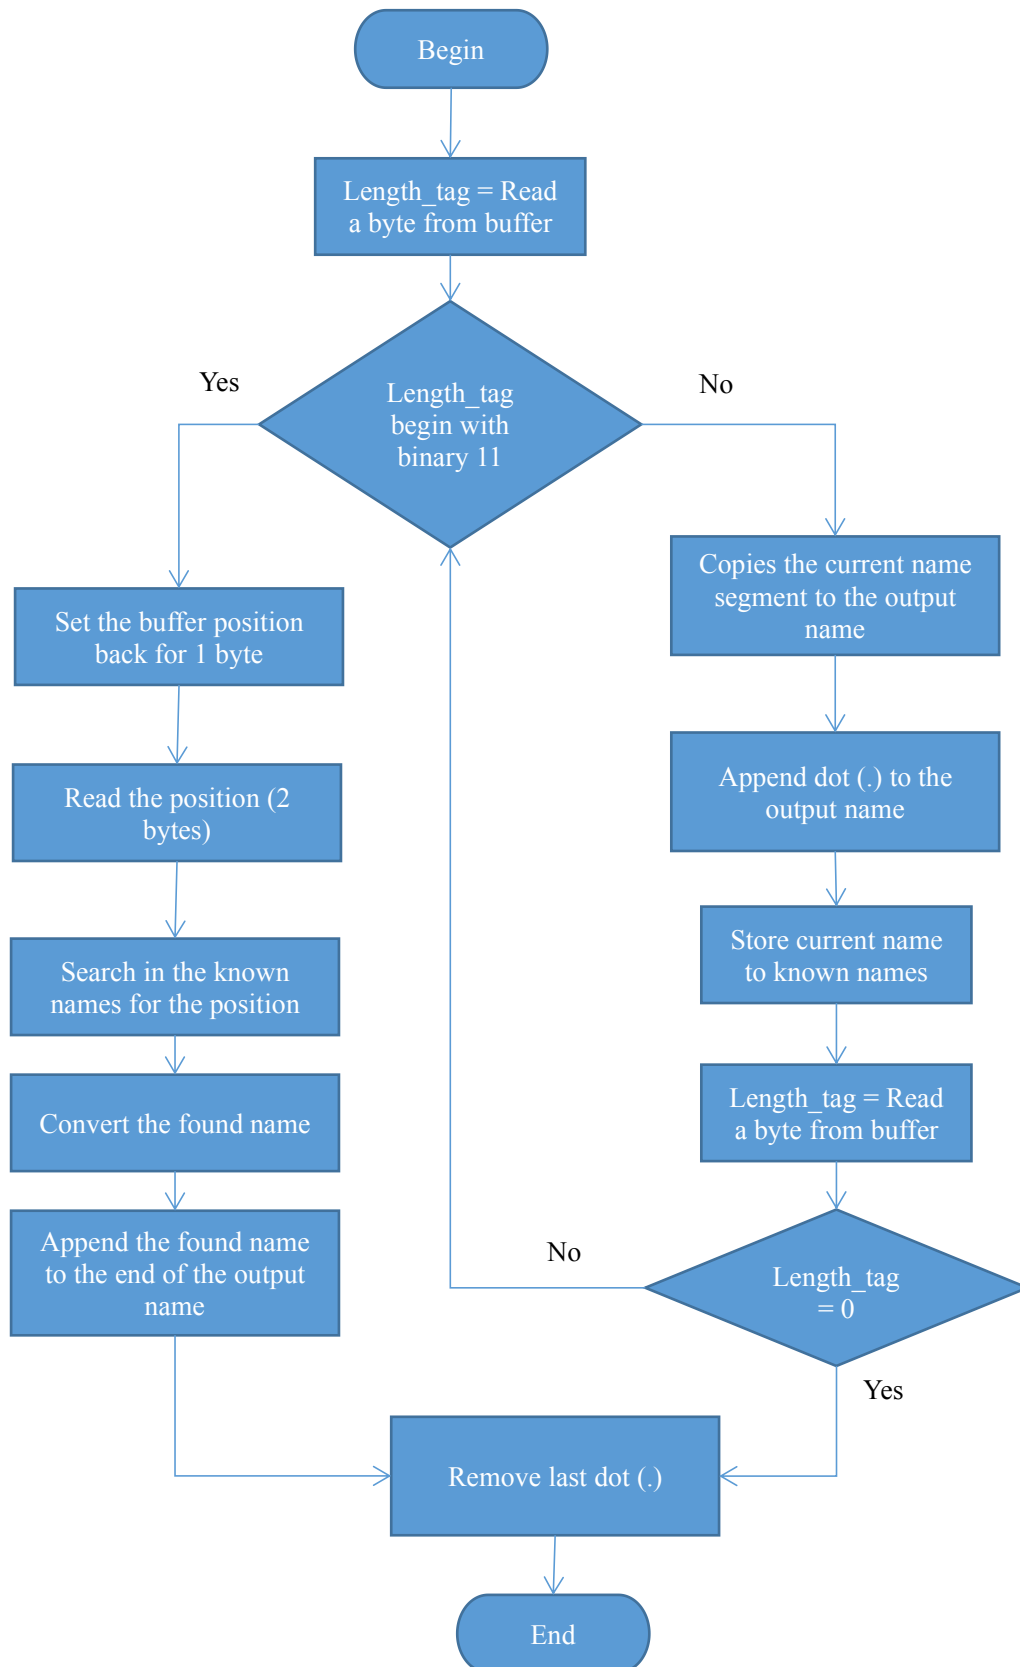 Begin
Length_tag = Read
a byte from buffer
Yes
No
Length_tag
begin with
binary 11
Set the buffer position
back for 1 byte
Read the position (2
bytes)
Search in the known
names for the position
Convert the found name
Append the found name
to the end of the output
name
Copies the current name
segment to the output
name
Append dot (.) to the
output name
Store current name
to known names
Length_tag = Read
a byte from buffer
No
Length_tag
= 0
Yes
Remove last dot (.)
End